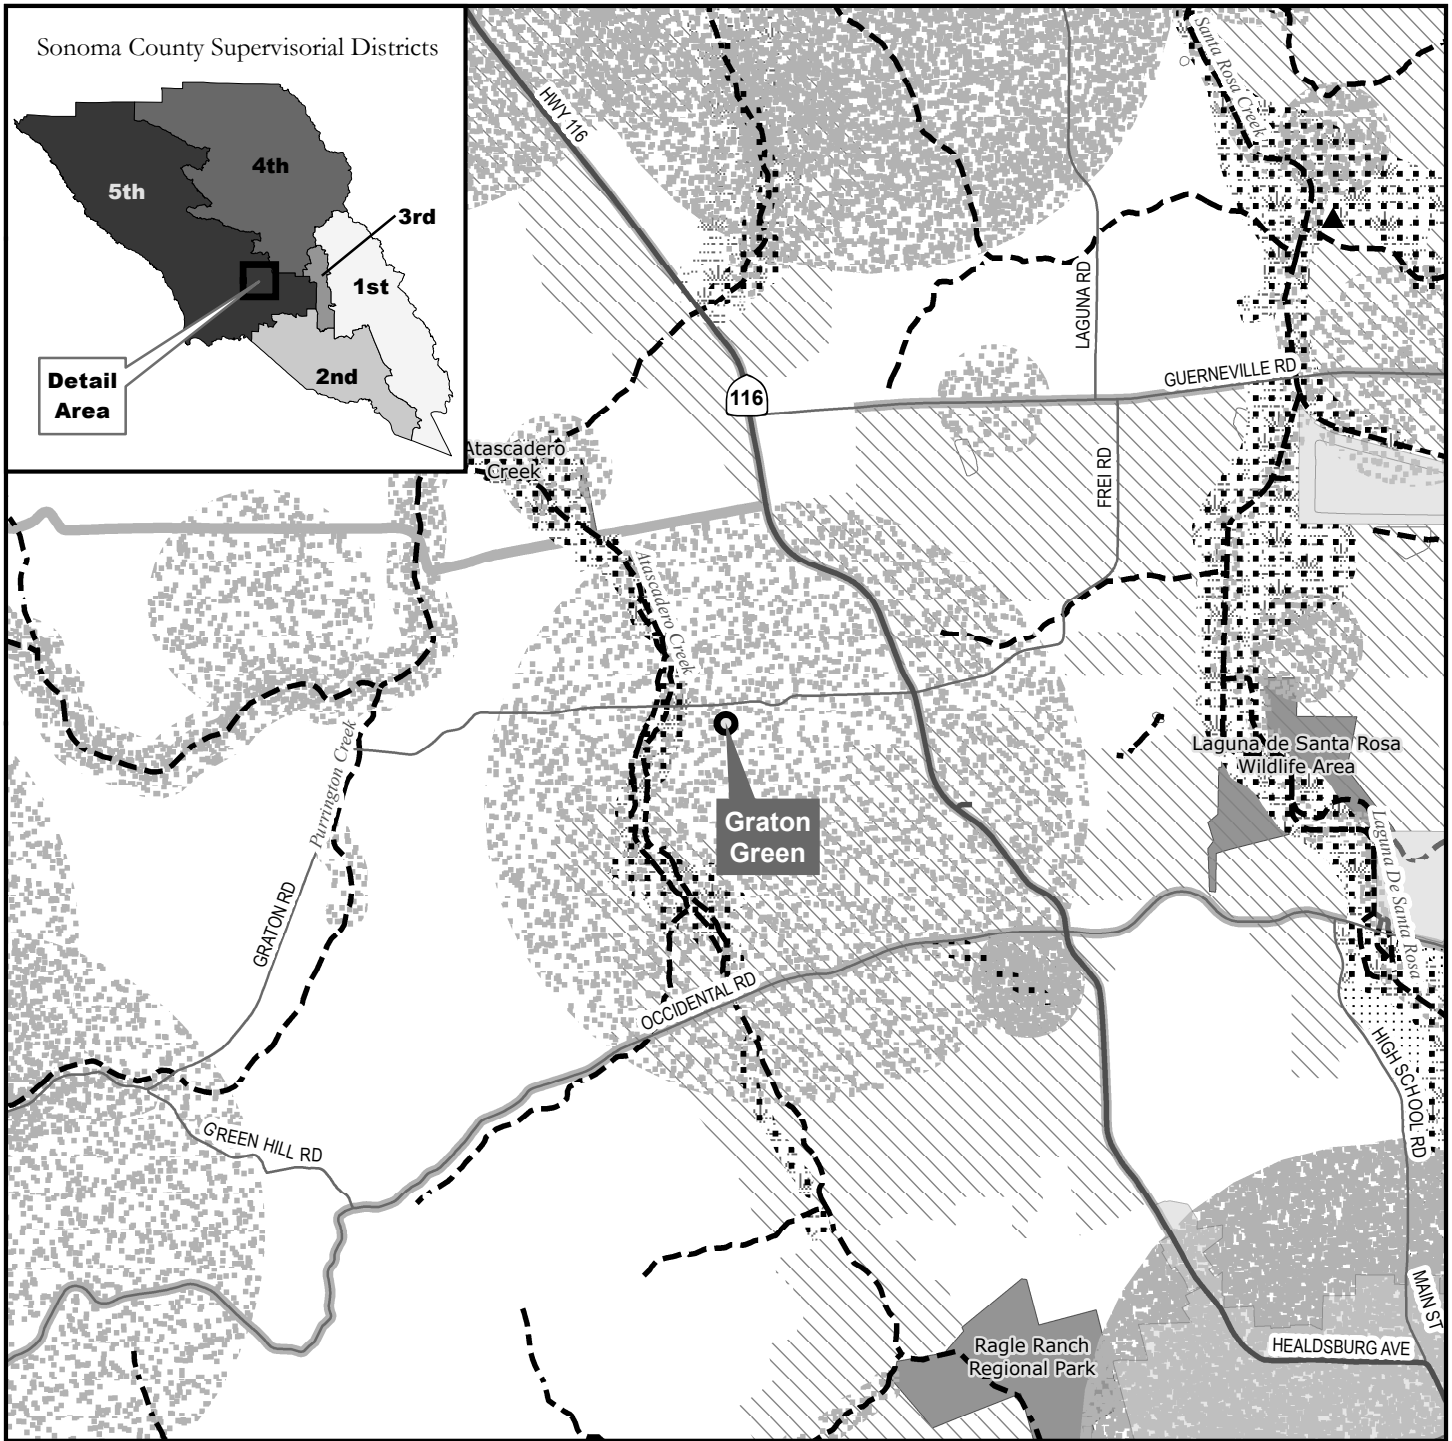 Sonoma County Supervisorial Districts
4th
5th
3rd
1st
2nd
Detail
Area
HWY 116
Santa Rosa Creek
LAGUNA RD
GUERNEVILLE RD
116
Atascadero
Creek
FREI RD
Atascadero Creek
Purrington Creek
Laguna de Santa Rosa
Wildlife Area
Graton
Green
Laguna De Santa Rosa
GRATON RD
OCCIDENTAL RD
HIGH SCHOOL RD
GREEN HILL RD
MAIN ST
Ragle Ranch
Regional Park
HEALDSBURG AVE